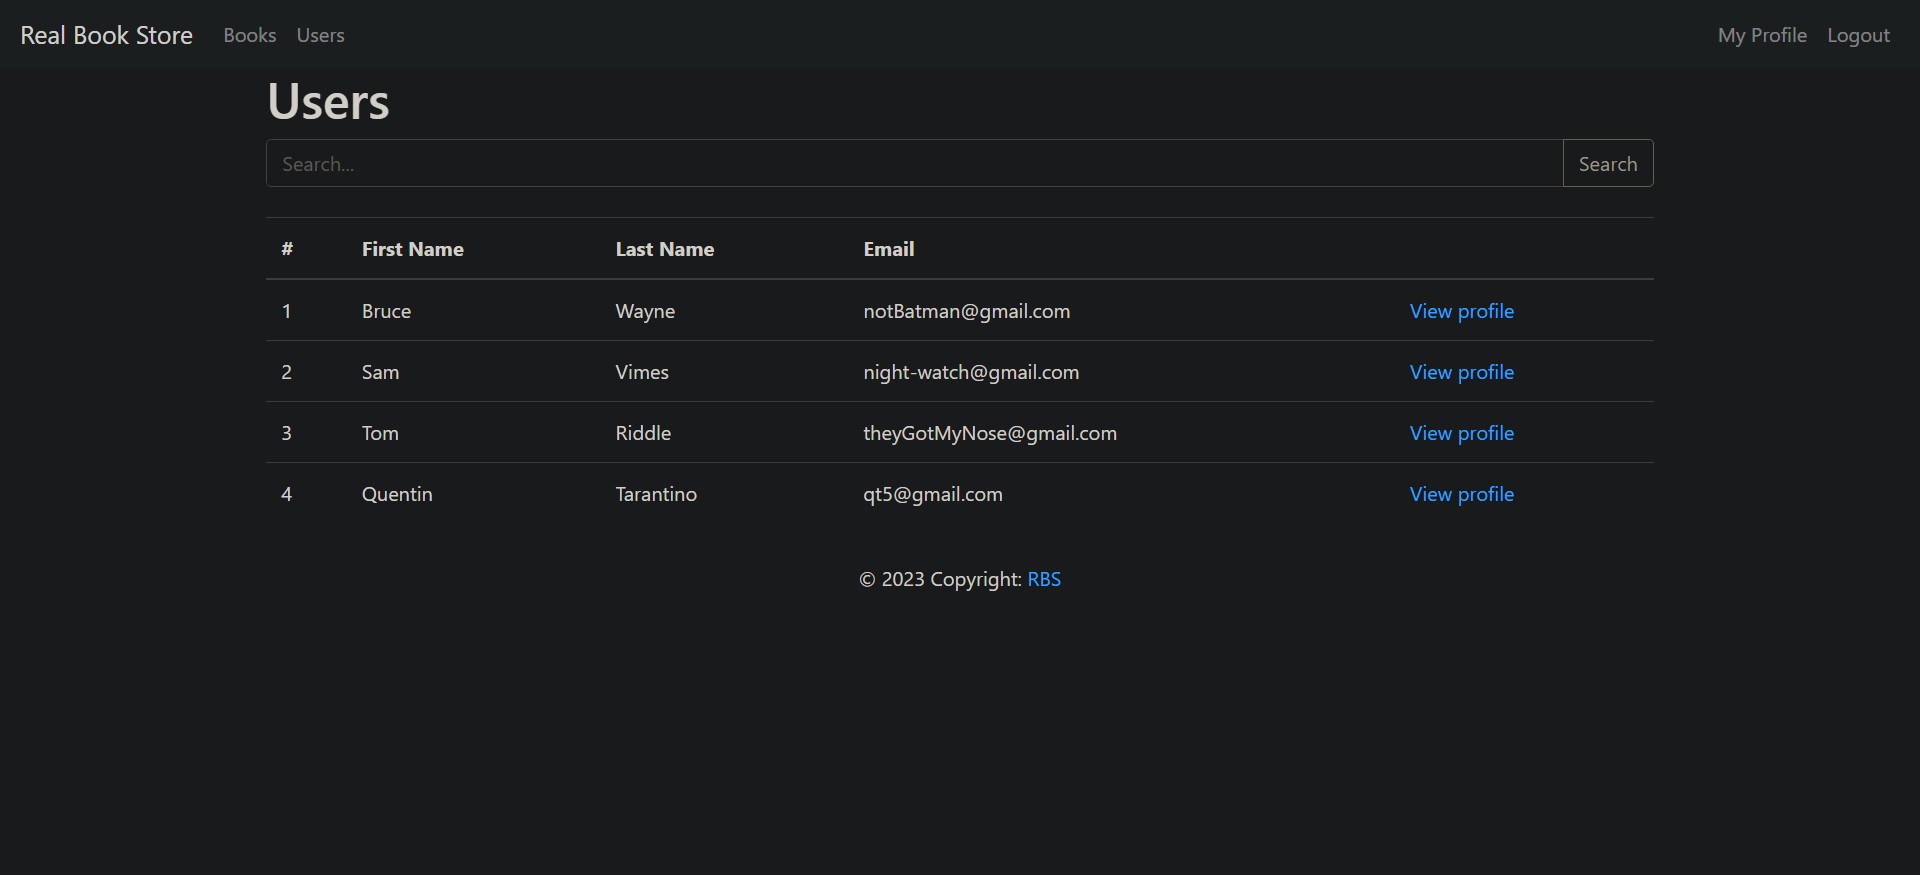 Real Book Store Books Users My Profile Logout
Users
Search... Search
# First Name Last Name Email
1 Bruce Wayne notBatman@gmail.com View profile
2 Sam Vimes night-watch@gmail.com View profile
3 Tom Riddle theyGotMyNose@gmail.com View profile
4 Quentin Tarantino qt5@gmail.com View profile
© 2023 Copyright: RBS